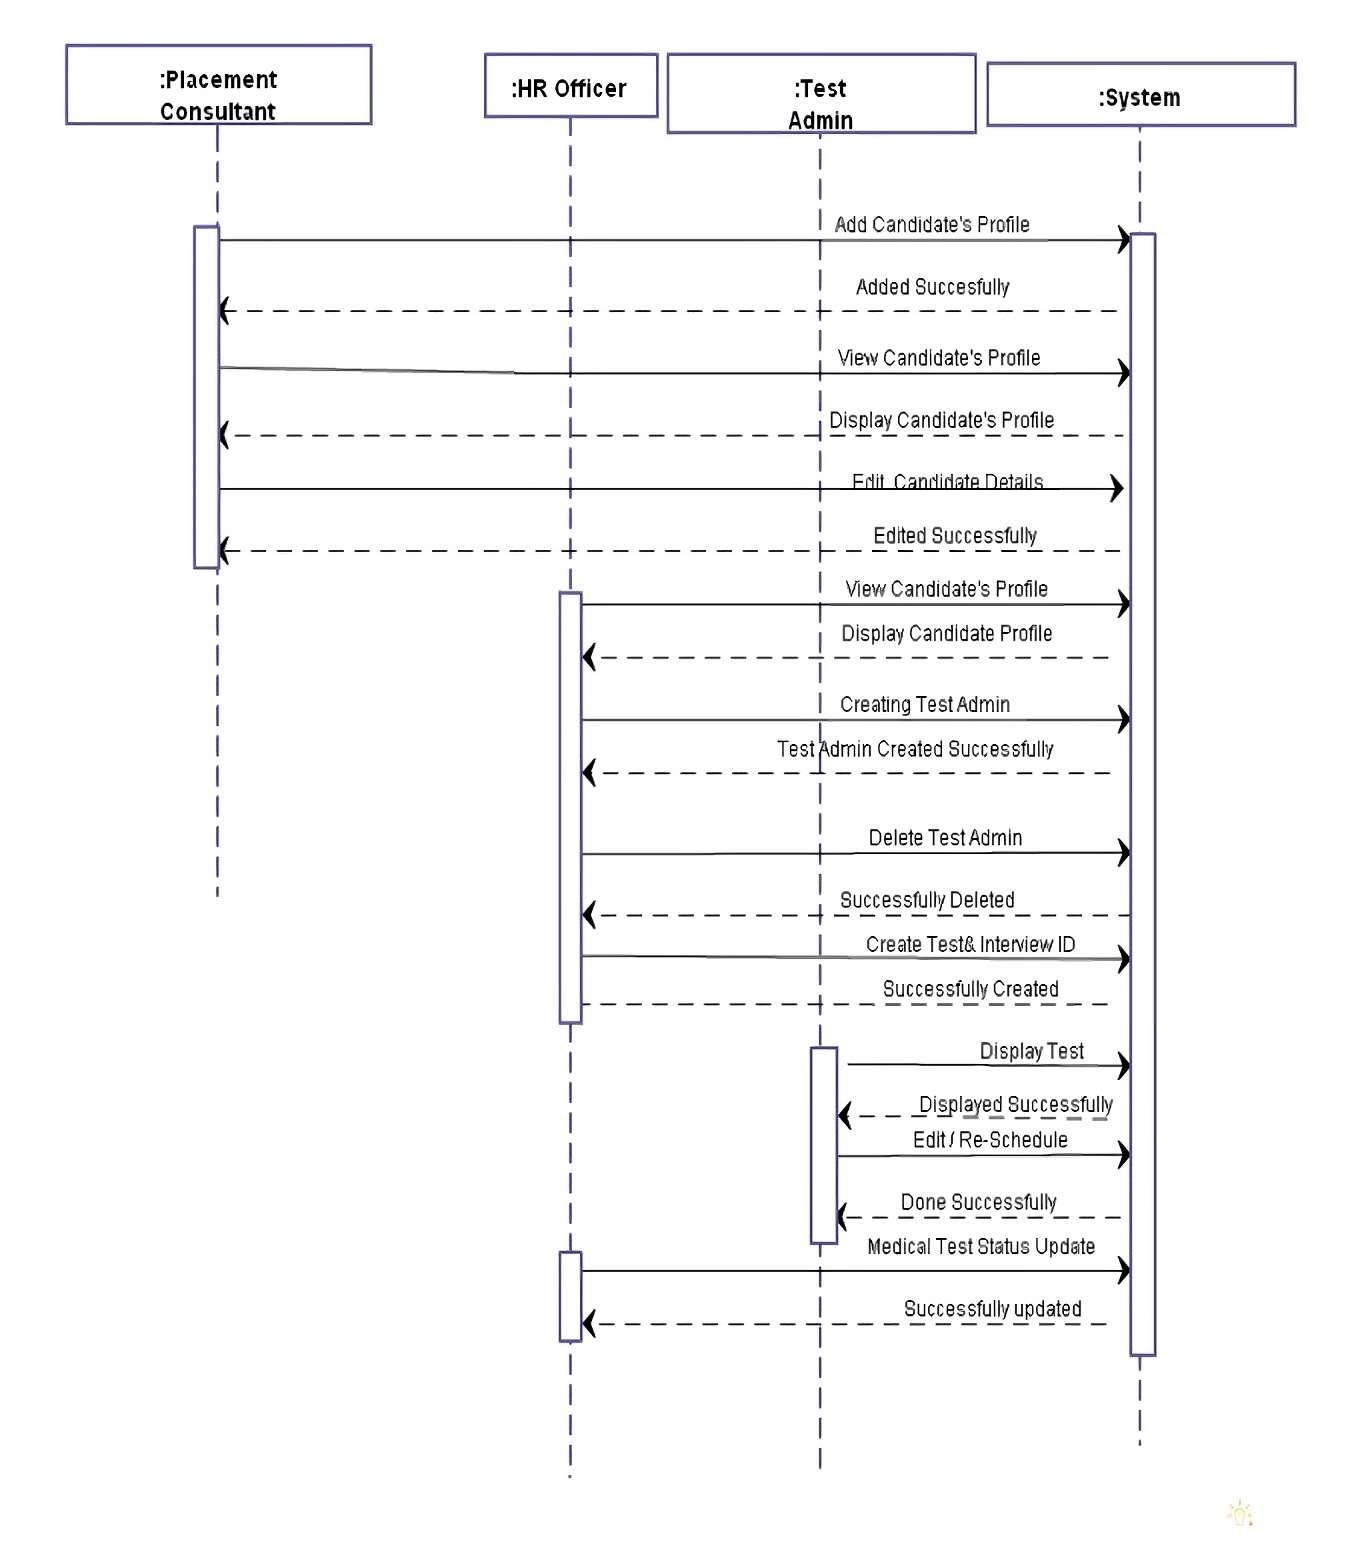 :Placement
Consultant
:HR Officer
:Test
Admin
:System
Add Candidate's Profile
Added Succesfully
View Candidate's Profile
Display Candidate's Profile
Edit Candidate Details
Edited Successfully
View Candidate's Profile
Display Candidate Profile
Creating Test Admin
Test Admin Created Successfully
Delete Test Admin
Successfully Deleted
Create Test& Interview ID
Successfully Created
Display Test
Displayed Successfully
Edit / Re-Schedule
Done Successfully
Medical Test Status Update
Successfully updated